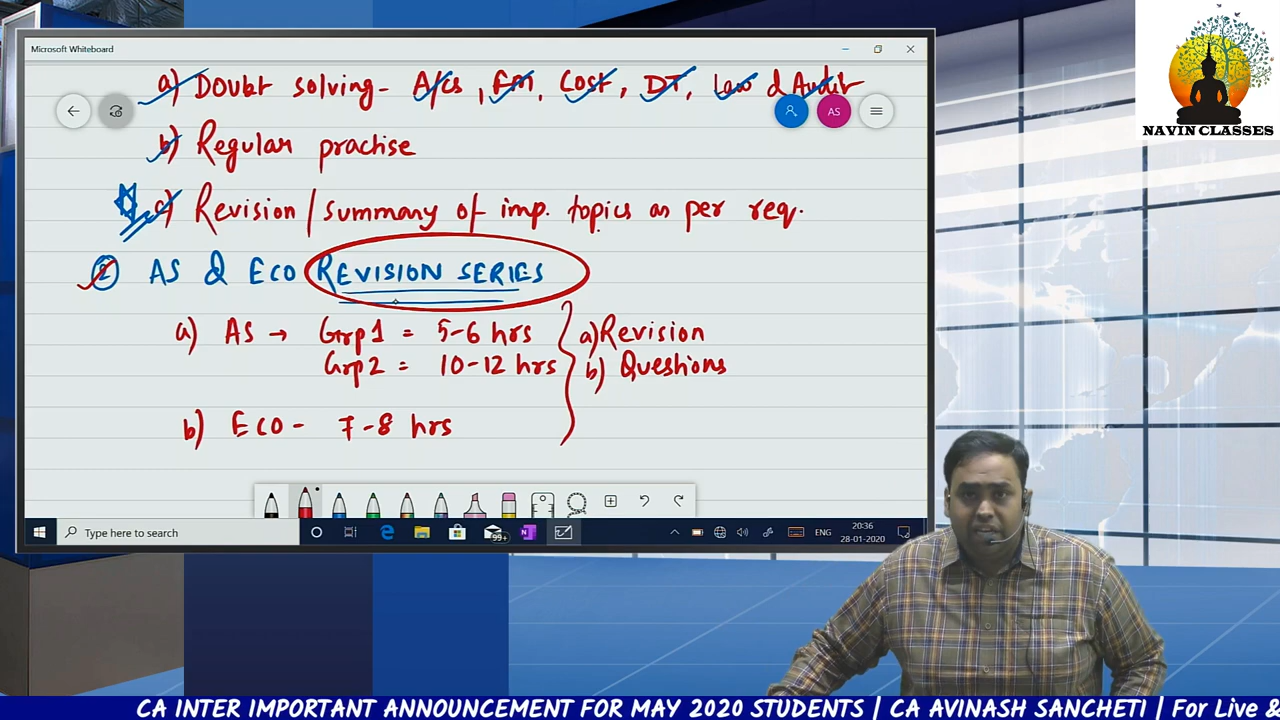 Microsoft Whiteboard
a) Doubt solving- A/cs, FM, Cost, DT, Law & Audit
AS
b) Regular practise
c) Revision / summary of imp. topics as per req.
② AS & ECO REVISION SERIES
a) AS → Grp1 = 5-6 hrs
Grp2 = 10-12 hrs
a) Revision
b) Questions
b) ECO - 7-8 hrs
Type here to search
99+
ENG
20:36
28-01-2020
NAVIN CLASSES
CA INTER IMPORTANT ANNOUNCEMENT FOR MAY 2020 STUDENTS | CA AVINASH SANCHETI | For Live &